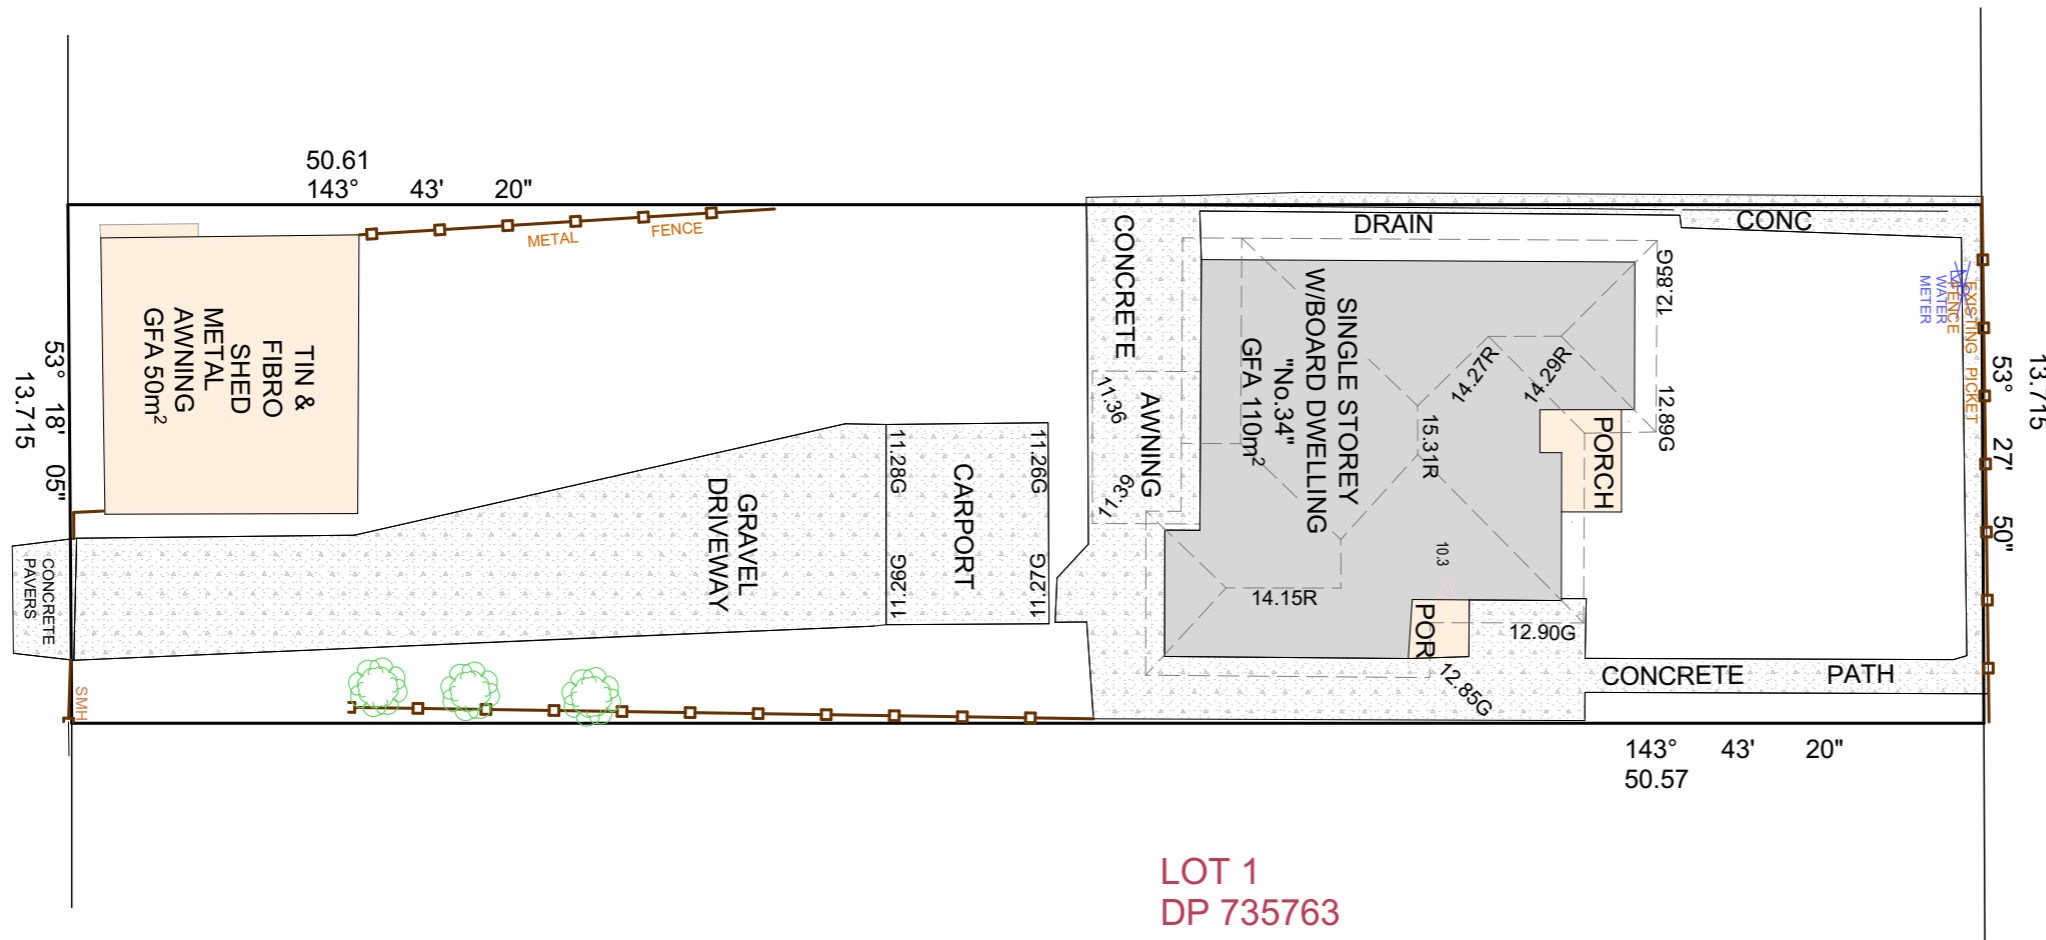 50.61
143° 43' 20"
METAL FENCE
53° 18' 05"
13.715
TIN &
FIBRO
SHED
METAL
AWNING
GFA 50m²
CONCRETE
PAVERS
SMH
GRAVEL
DRIVEWAY
11.28G
11.26G
CARPORT
11.26G
11.27G
CONCRETE
AWNING
11.36
11.39
DRAIN
CONC
SINGLE STOREY
W/BOARD DWELLING
"No.34"
GFA 110m²
14.27R
14.29R
15.31R
14.15R
12.85G
12.89G
PORCH
10.3
POR
12.90G
12.85G
CONCRETE PATH
WATER
METER
EXISTING PICKET
FENCE
53° 27' 50"
13.715
143° 43' 20"
50.57
LOT 1
DP 735763